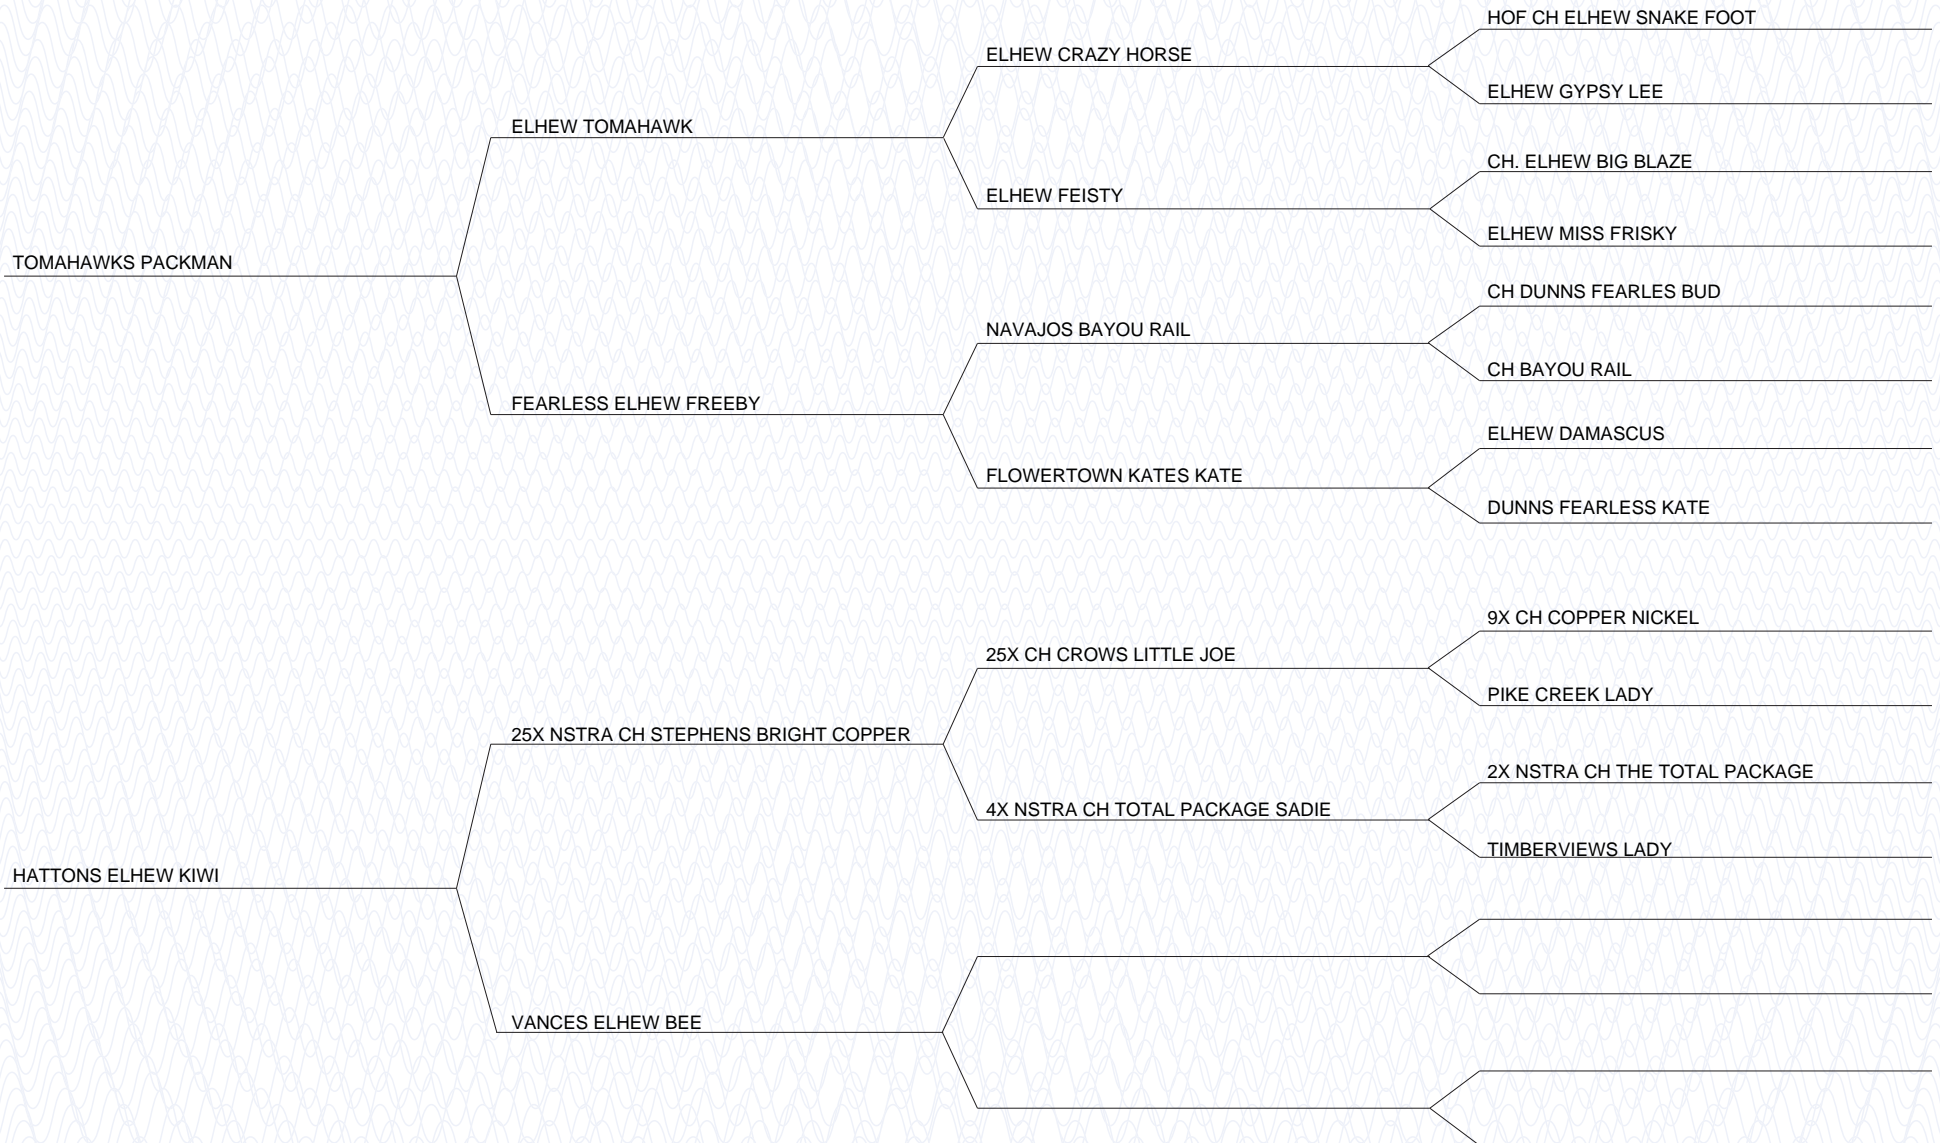 HOF CH ELHEW SNAKE FOOT
ELHEW CRAZY HORSE
ELHEW GYPSY LEE
ELHEW TOMAHAWK
CH. ELHEW BIG BLAZE
ELHEW FEISTY
ELHEW MISS FRISKY
TOMAHAWKS PACKMAN
CH DUNNS FEARLES BUD
NAVAJOS BAYOU RAIL
CH BAYOU RAIL
FEARLESS ELHEW FREEBY
ELHEW DAMASCUS
FLOWERTOWN KATES KATE
DUNNS FEARLESS KATE
9X CH COPPER NICKEL
25X CH CROWS LITTLE JOE
PIKE CREEK LADY
25X NSTRA CH STEPHENS BRIGHT COPPER
2X NSTRA CH THE TOTAL PACKAGE
4X NSTRA CH TOTAL PACKAGE SADIE
TIMBERVIEWS LADY
HATTONS ELHEW KIWI
VANCES ELHEW BEE